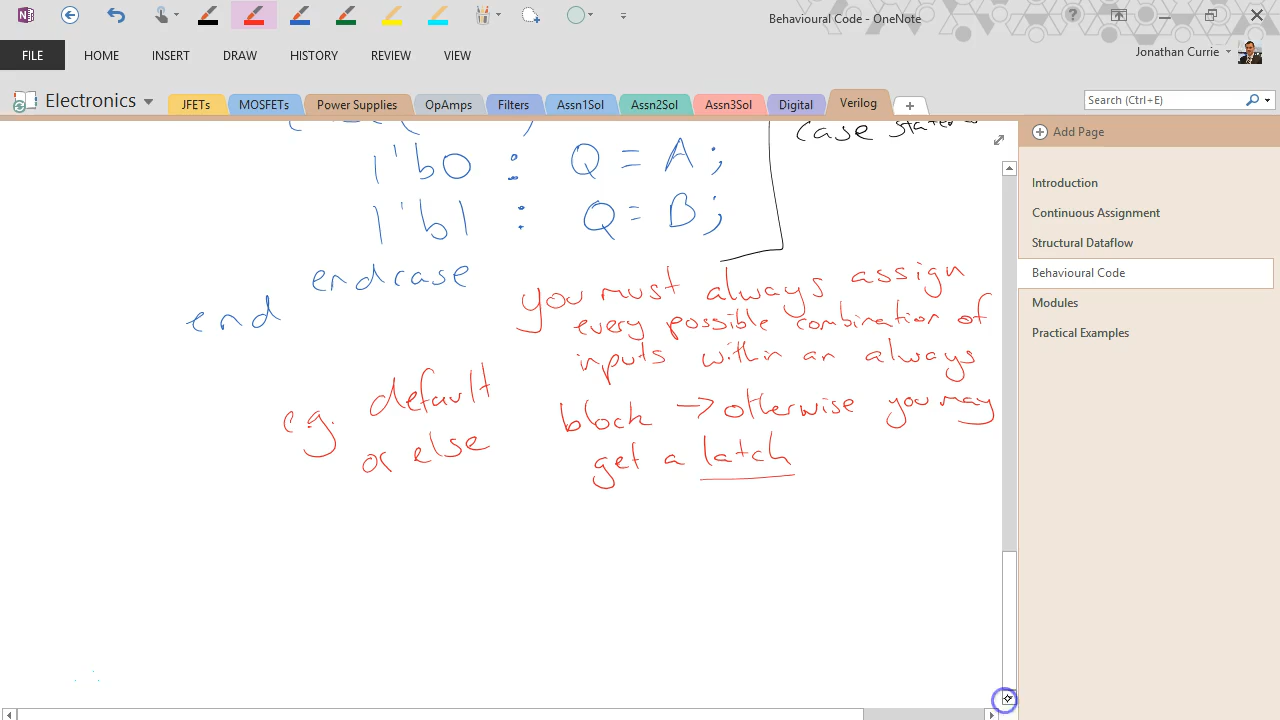 Behavioural Code - OneNote
FILE HOME INSERT DRAW HISTORY REVIEW VIEW
Jonathan Currie
Electronics
JFETs MOSFETs Power Supplies OpAmps Filters Assn1Sol Assn2Sol Assn3Sol Digital Verilog
Search (Ctrl+E)
Add Page
Introduction
Continuous Assignment
Structural Dataflow
Behavioural Code
Modules
Practical Examples
case
1'b0 : Q = A;
1'b1 : Q = B;
endcase
end
you must always assign
every possible combination of
inputs within an always
block → otherwise you may
get a latch
e.g. default
or else